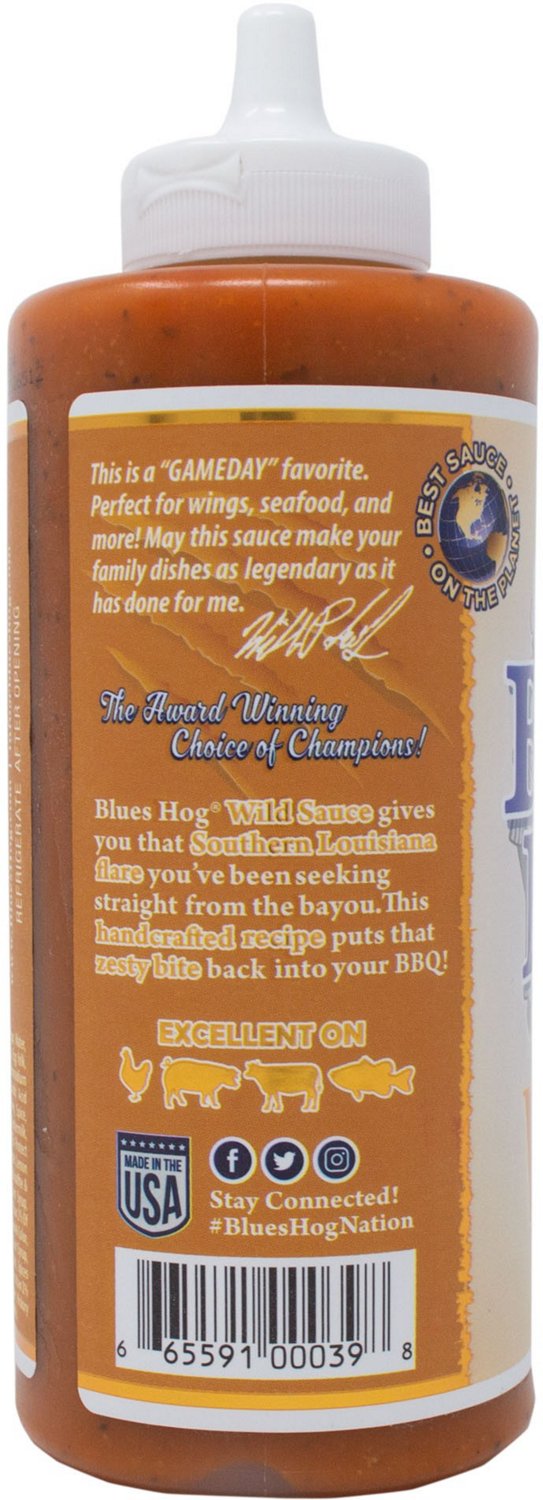 This is a "GAMEDAY" favorite.
Perfect for wings, seafood, and
more! May this sauce make your
family dishes as legendary as it
has done for me.
The Award Winning
Choice of Champions!
Blues Hog® Wild Sauce gives
you that Southern Louisiana
flare you've been seeking
straight from the bayou. This
handcrafted recipe puts that
zesty bite back into your BBQ!
EXCELLENT ON
MADE IN THE
USA
Stay Connected!
#BluesHogNation
6 65591 00039 8
BEST SAUCE •
ON THE PLANET •
REFRIGERATE AFTER OPENING